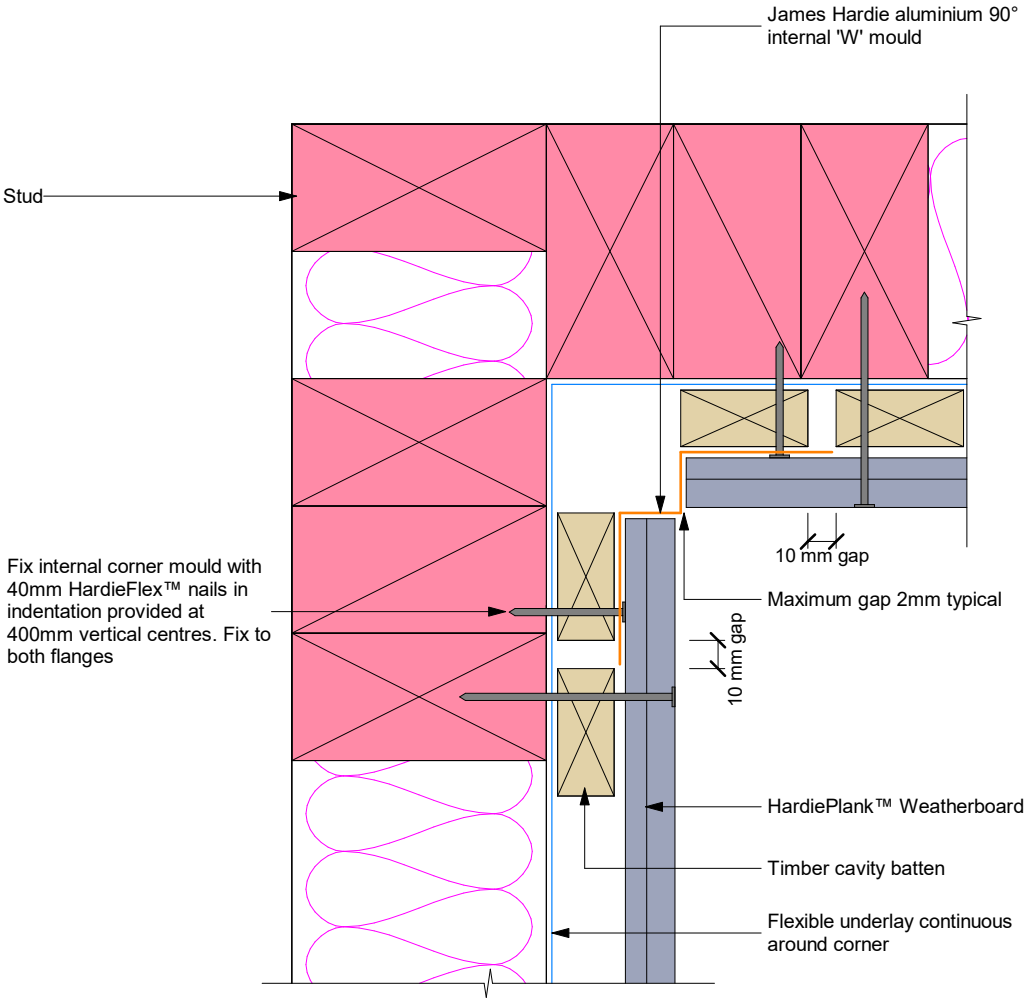 James Hardie aluminium 90°
internal 'W' mould
Stud
10 mm gap
Fix internal corner mould with
40mm HardieFlex™ nails in
indentation provided at
400mm vertical centres. Fix to
both flanges
Maximum gap 2mm typical
10 mm gap
HardiePlank™ Weatherboard
Timber cavity batten
Flexible underlay continuous
around corner